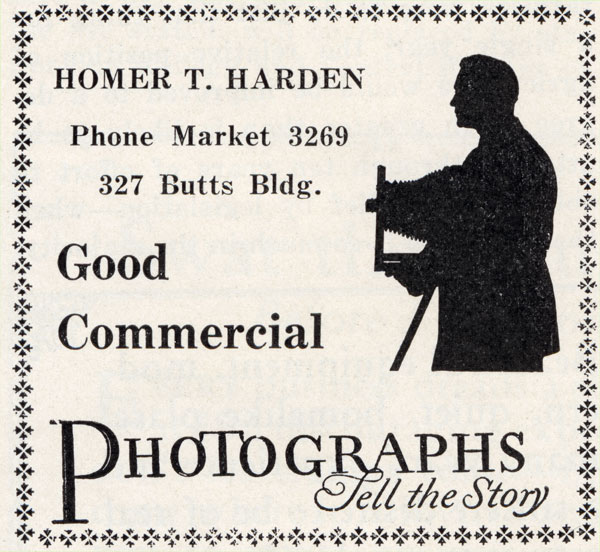 HOMER T. HARDEN
Phone Market 3269
327 Butts Bldg.
Good
Commercial
PHOTOGRAPHS
Tell the Story